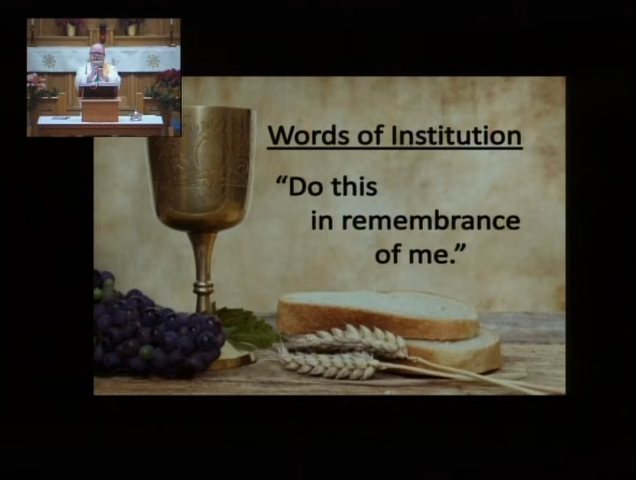 Words of Institution
“Do this
in remembrance
of me.”